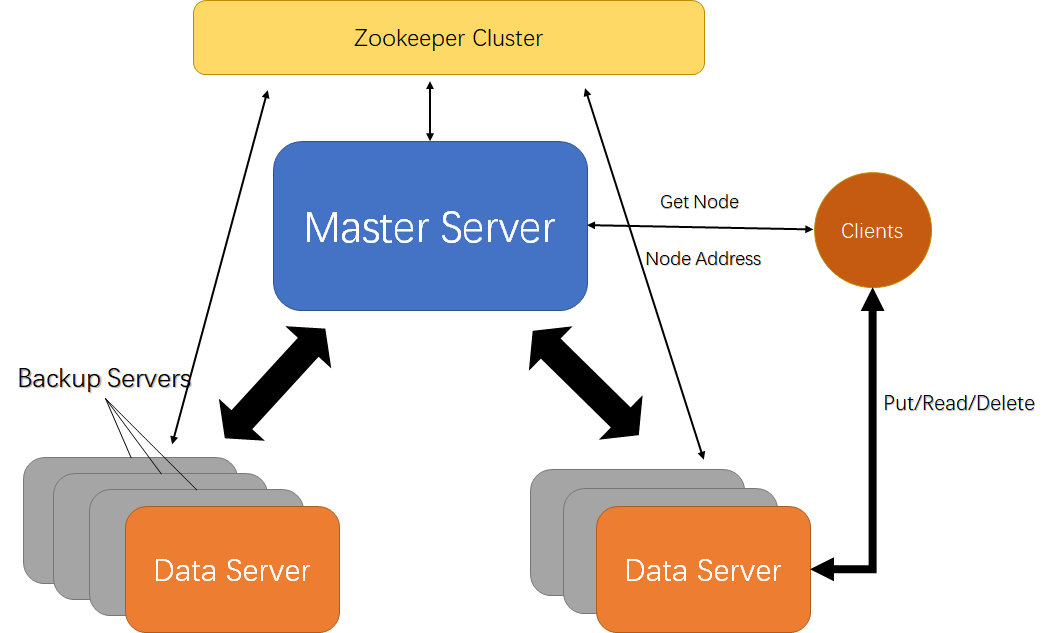 Zookeeper Cluster
Master Server
Get Node
Node Address
Clients
Backup Servers
Put/Read/Delete
Data Server
Data Server